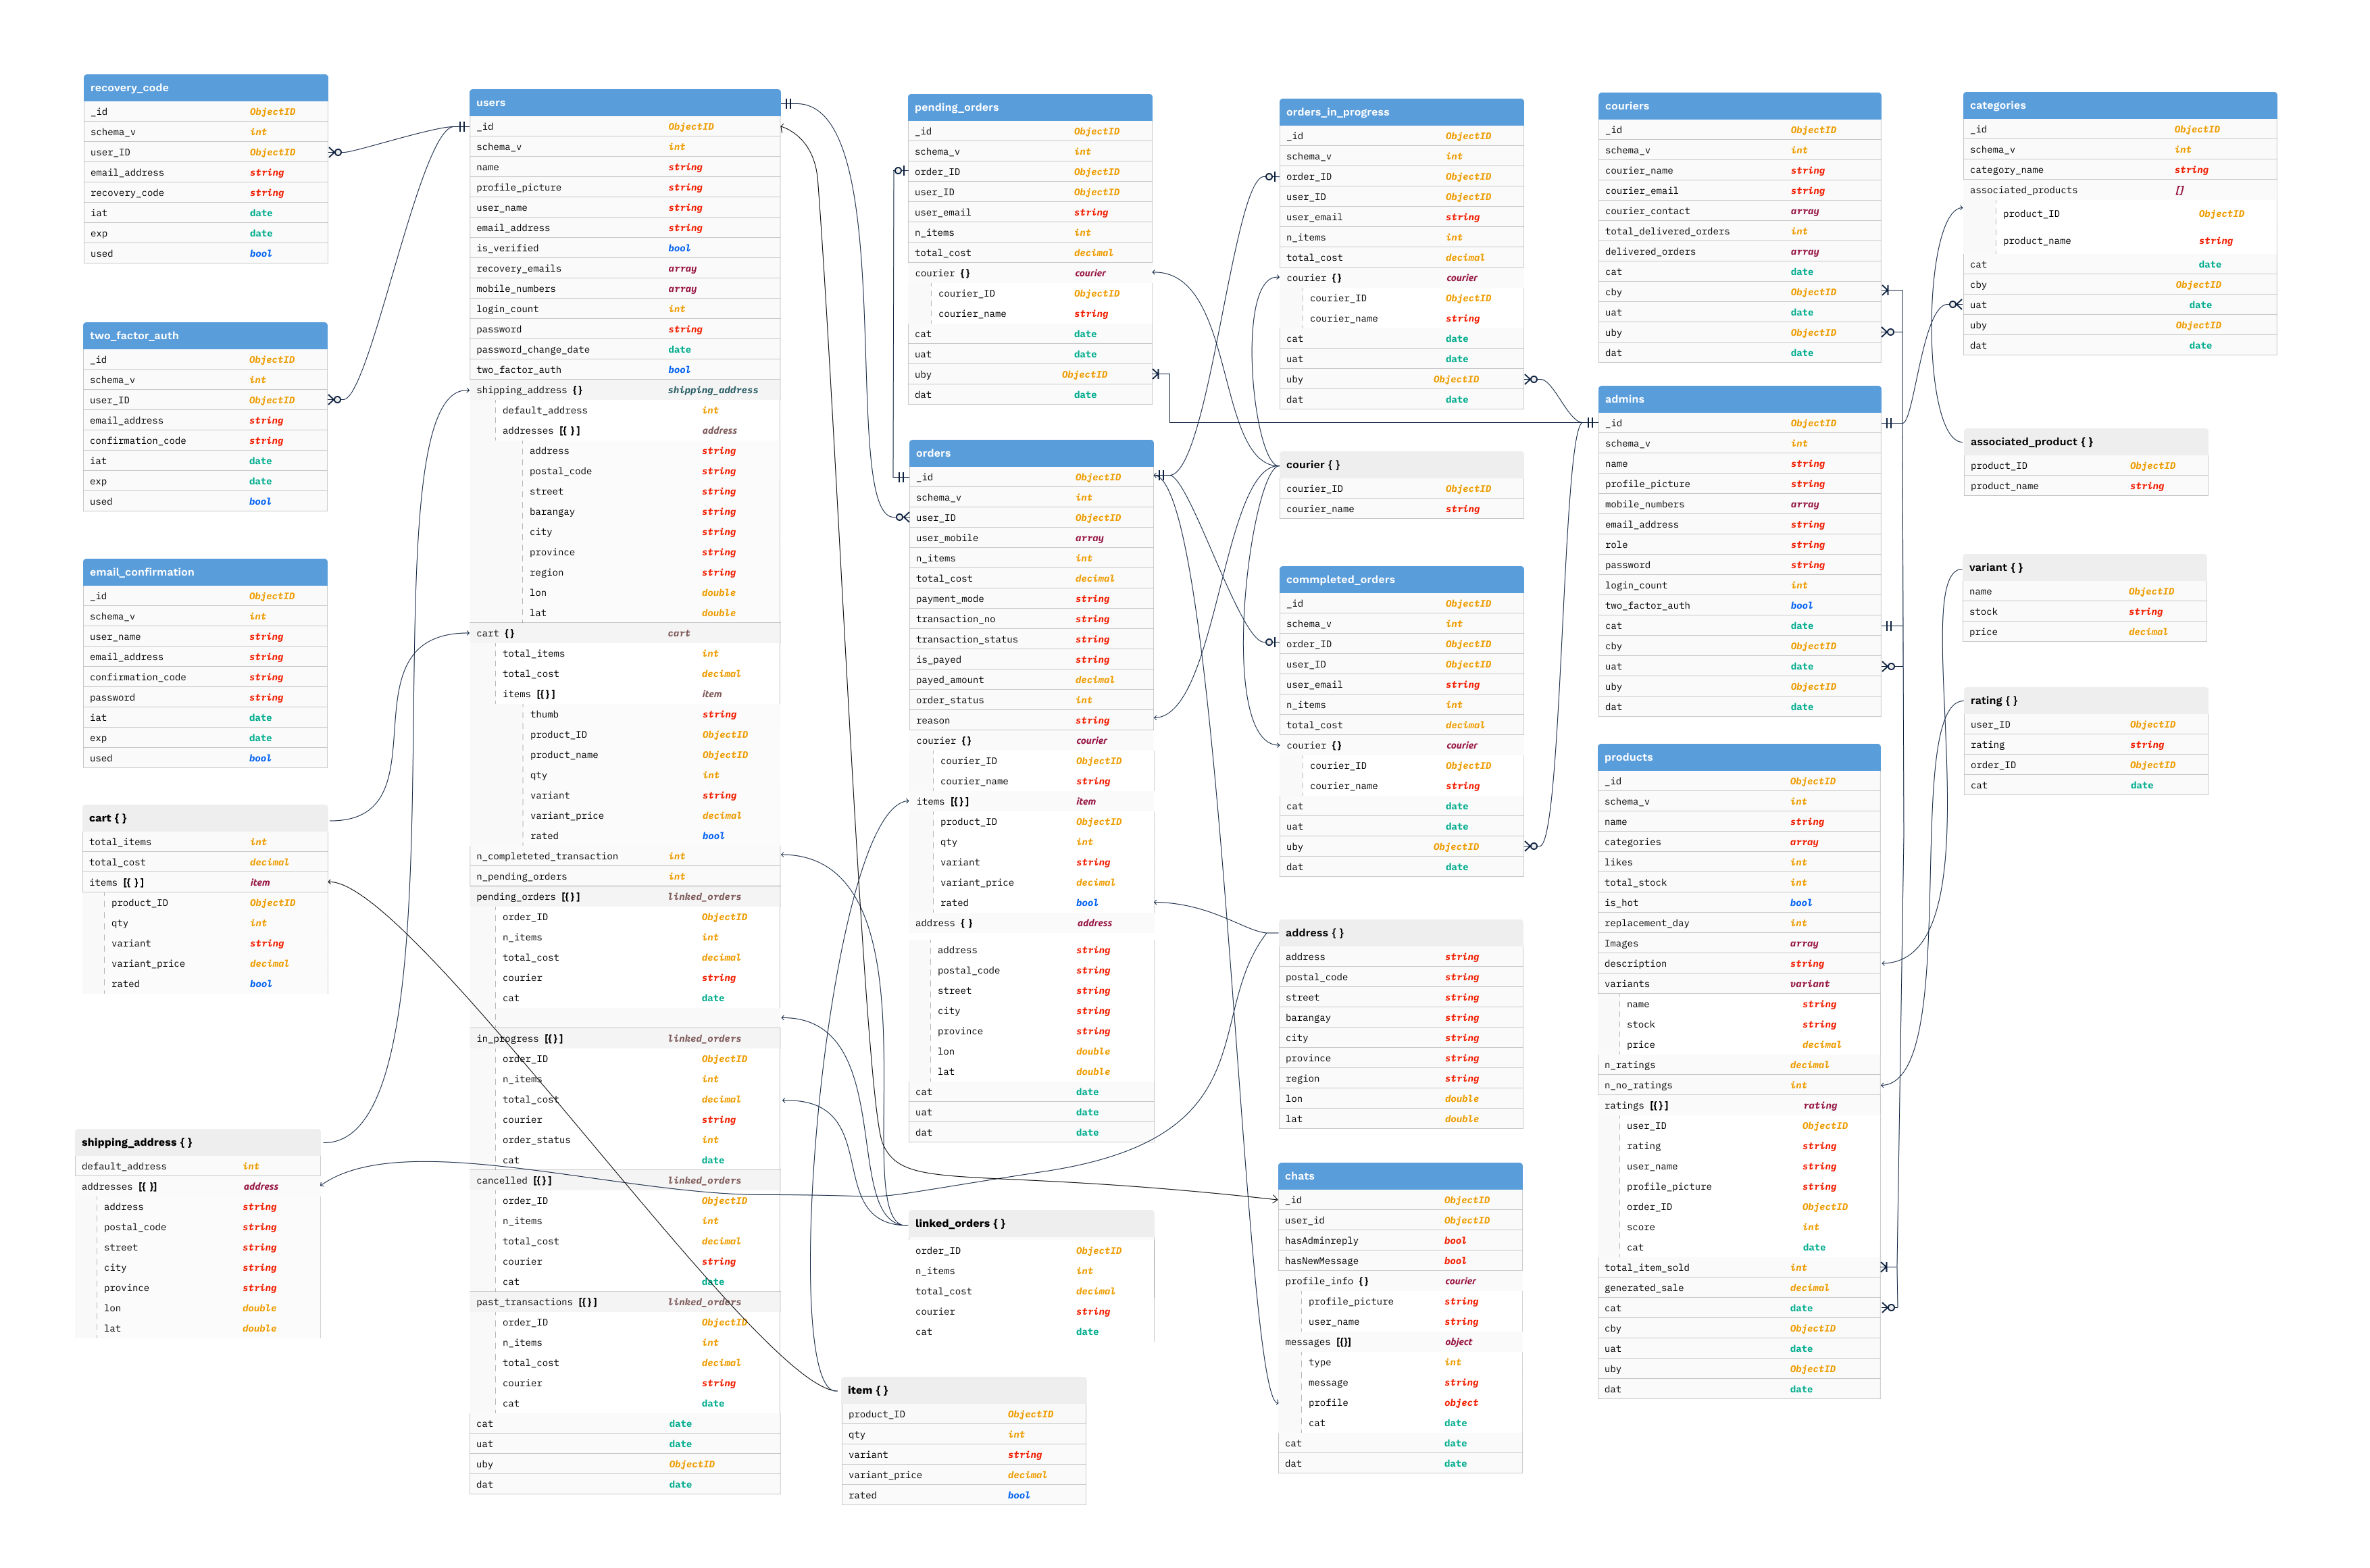 recovery_code
_id ObjectID
schema_v int
user_ID ObjectID
email_address string
recovery_code string
iat date
exp date
used bool
two_factor_auth
_id ObjectID
schema_v int
user_ID ObjectID
email_address string
confirmation_code string
iat date
exp date
used bool
email_confirmation
_id ObjectID
schema_v int
user_name string
email_address string
confirmation_code string
password string
iat date
exp date
used bool
cart { }
total_items int
total_cost decimal
items [{ }] item
product_ID ObjectID
qty int
variant string
variant_price decimal
rated bool
shipping_address { }
default_address int
addresses [{ }] address
address string
postal_code string
street string
city string
province string
lon double
lat double
users
_id ObjectID
schema_v int
name string
profile_picture string
user_name string
email_address string
is_verified bool
recovery_emails array
mobile_numbers array
login_count int
password string
password_change_date date
two_factor_auth bool
shipping_address {} shipping_address
default_address int
addresses [{ }] address
address string
postal_code string
street string
barangay string
city string
province string
region string
lon double
lat double
cart {} cart
total_items int
total_cost decimal
items [{}] item
thumb string
product_ID ObjectID
product_name ObjectID
qty int
variant string
variant_price decimal
rated bool
n_completeted_transaction int
n_pending_orders int
pending_orders [{}] linked_orders
order_ID ObjectID
n_items int
total_cost decimal
courier string
cat date
in_progress [{}] linked_orders
order_ID ObjectID
n_items int
total_cost decimal
courier string
order_status int
cat date
cancelled [{}] linked_orders
order_ID ObjectID
n_items int
total_cost decimal
courier string
cat date
past_transactions [{}] linked_orders
order_ID ObjectID
n_items int
total_cost decimal
courier string
cat date
cat date
uat date
uby ObjectID
dat date
pending_orders
_id ObjectID
schema_v int
order_ID ObjectID
user_ID ObjectID
user_email string
n_items int
total_cost decimal
courier {} courier
courier_ID ObjectID
courier_name string
cat date
uat date
uby ObjectID
dat date
orders
_id ObjectID
schema_v int
user_ID ObjectID
user_mobile array
n_items int
total_cost decimal
payment_mode string
transaction_no string
transaction_status string
is_payed string
payed_amount decimal
order_status int
reason string
courier {} courier
courier_ID ObjectID
courier_name string
items [{}] item
product_ID ObjectID
qty int
variant string
variant_price decimal
rated bool
address { } address
address string
postal_code string
street string
city string
province string
lon double
lat double
cat date
uat date
dat date
linked_orders { }
order_ID ObjectID
n_items int
total_cost decimal
courier string
cat date
item { }
product_ID ObjectID
qty int
variant string
variant_price decimal
rated bool
orders_in_progress
_id ObjectID
schema_v int
order_ID ObjectID
user_ID ObjectID
user_email string
n_items int
total_cost decimal
courier {} courier
courier_ID ObjectID
courier_name string
cat date
uat date
uby ObjectID
dat date
courier { }
courier_ID ObjectID
courier_name string
commpleted_orders
_id ObjectID
schema_v int
order_ID ObjectID
user_ID ObjectID
user_email string
n_items int
total_cost decimal
courier {} courier
courier_ID ObjectID
courier_name string
cat date
uat date
uby ObjectID
dat date
address { }
address string
postal_code string
street string
barangay string
city string
province string
region string
lon double
lat double
chats
_id ObjectID
user_id ObjectID
hasAdminreply bool
hasNewMessage bool
profile_info {} courier
profile_picture string
user_name string
messages [{}] object
type int
message string
profile object
cat date
cat date
dat date
couriers
_id ObjectID
schema_v int
courier_name string
courier_email string
courier_contact array
total_delivered_orders int
delivered_orders array
cat date
cby ObjectID
uat date
uby ObjectID
dat date
admins
_id ObjectID
schema_v int
name string
profile_picture string
mobile_numbers array
email_address string
role string
password string
login_count int
two_factor_auth bool
cat date
cby ObjectID
uat date
uby ObjectID
dat date
products
_id ObjectID
schema_v int
name string
categories array
likes int
total_stock int
is_hot bool
replacement_day int
Images array
description string
variants variant
name string
stock string
price decimal
n_ratings decimal
n_no_ratings int
ratings [{}] rating
user_ID ObjectID
rating string
user_name string
profile_picture string
order_ID ObjectID
score int
cat date
total_item_sold int
generated_sale decimal
cat date
cby ObjectID
uat date
uby ObjectID
dat date
categories
_id ObjectID
schema_v int
category_name string
associated_products []
product_ID ObjectID
product_name string
cat date
cby ObjectID
uat date
uby ObjectID
dat date
associated_product { }
product_ID ObjectID
product_name string
variant { }
name ObjectID
stock string
price decimal
rating { }
user_ID ObjectID
rating string
order_ID ObjectID
cat date